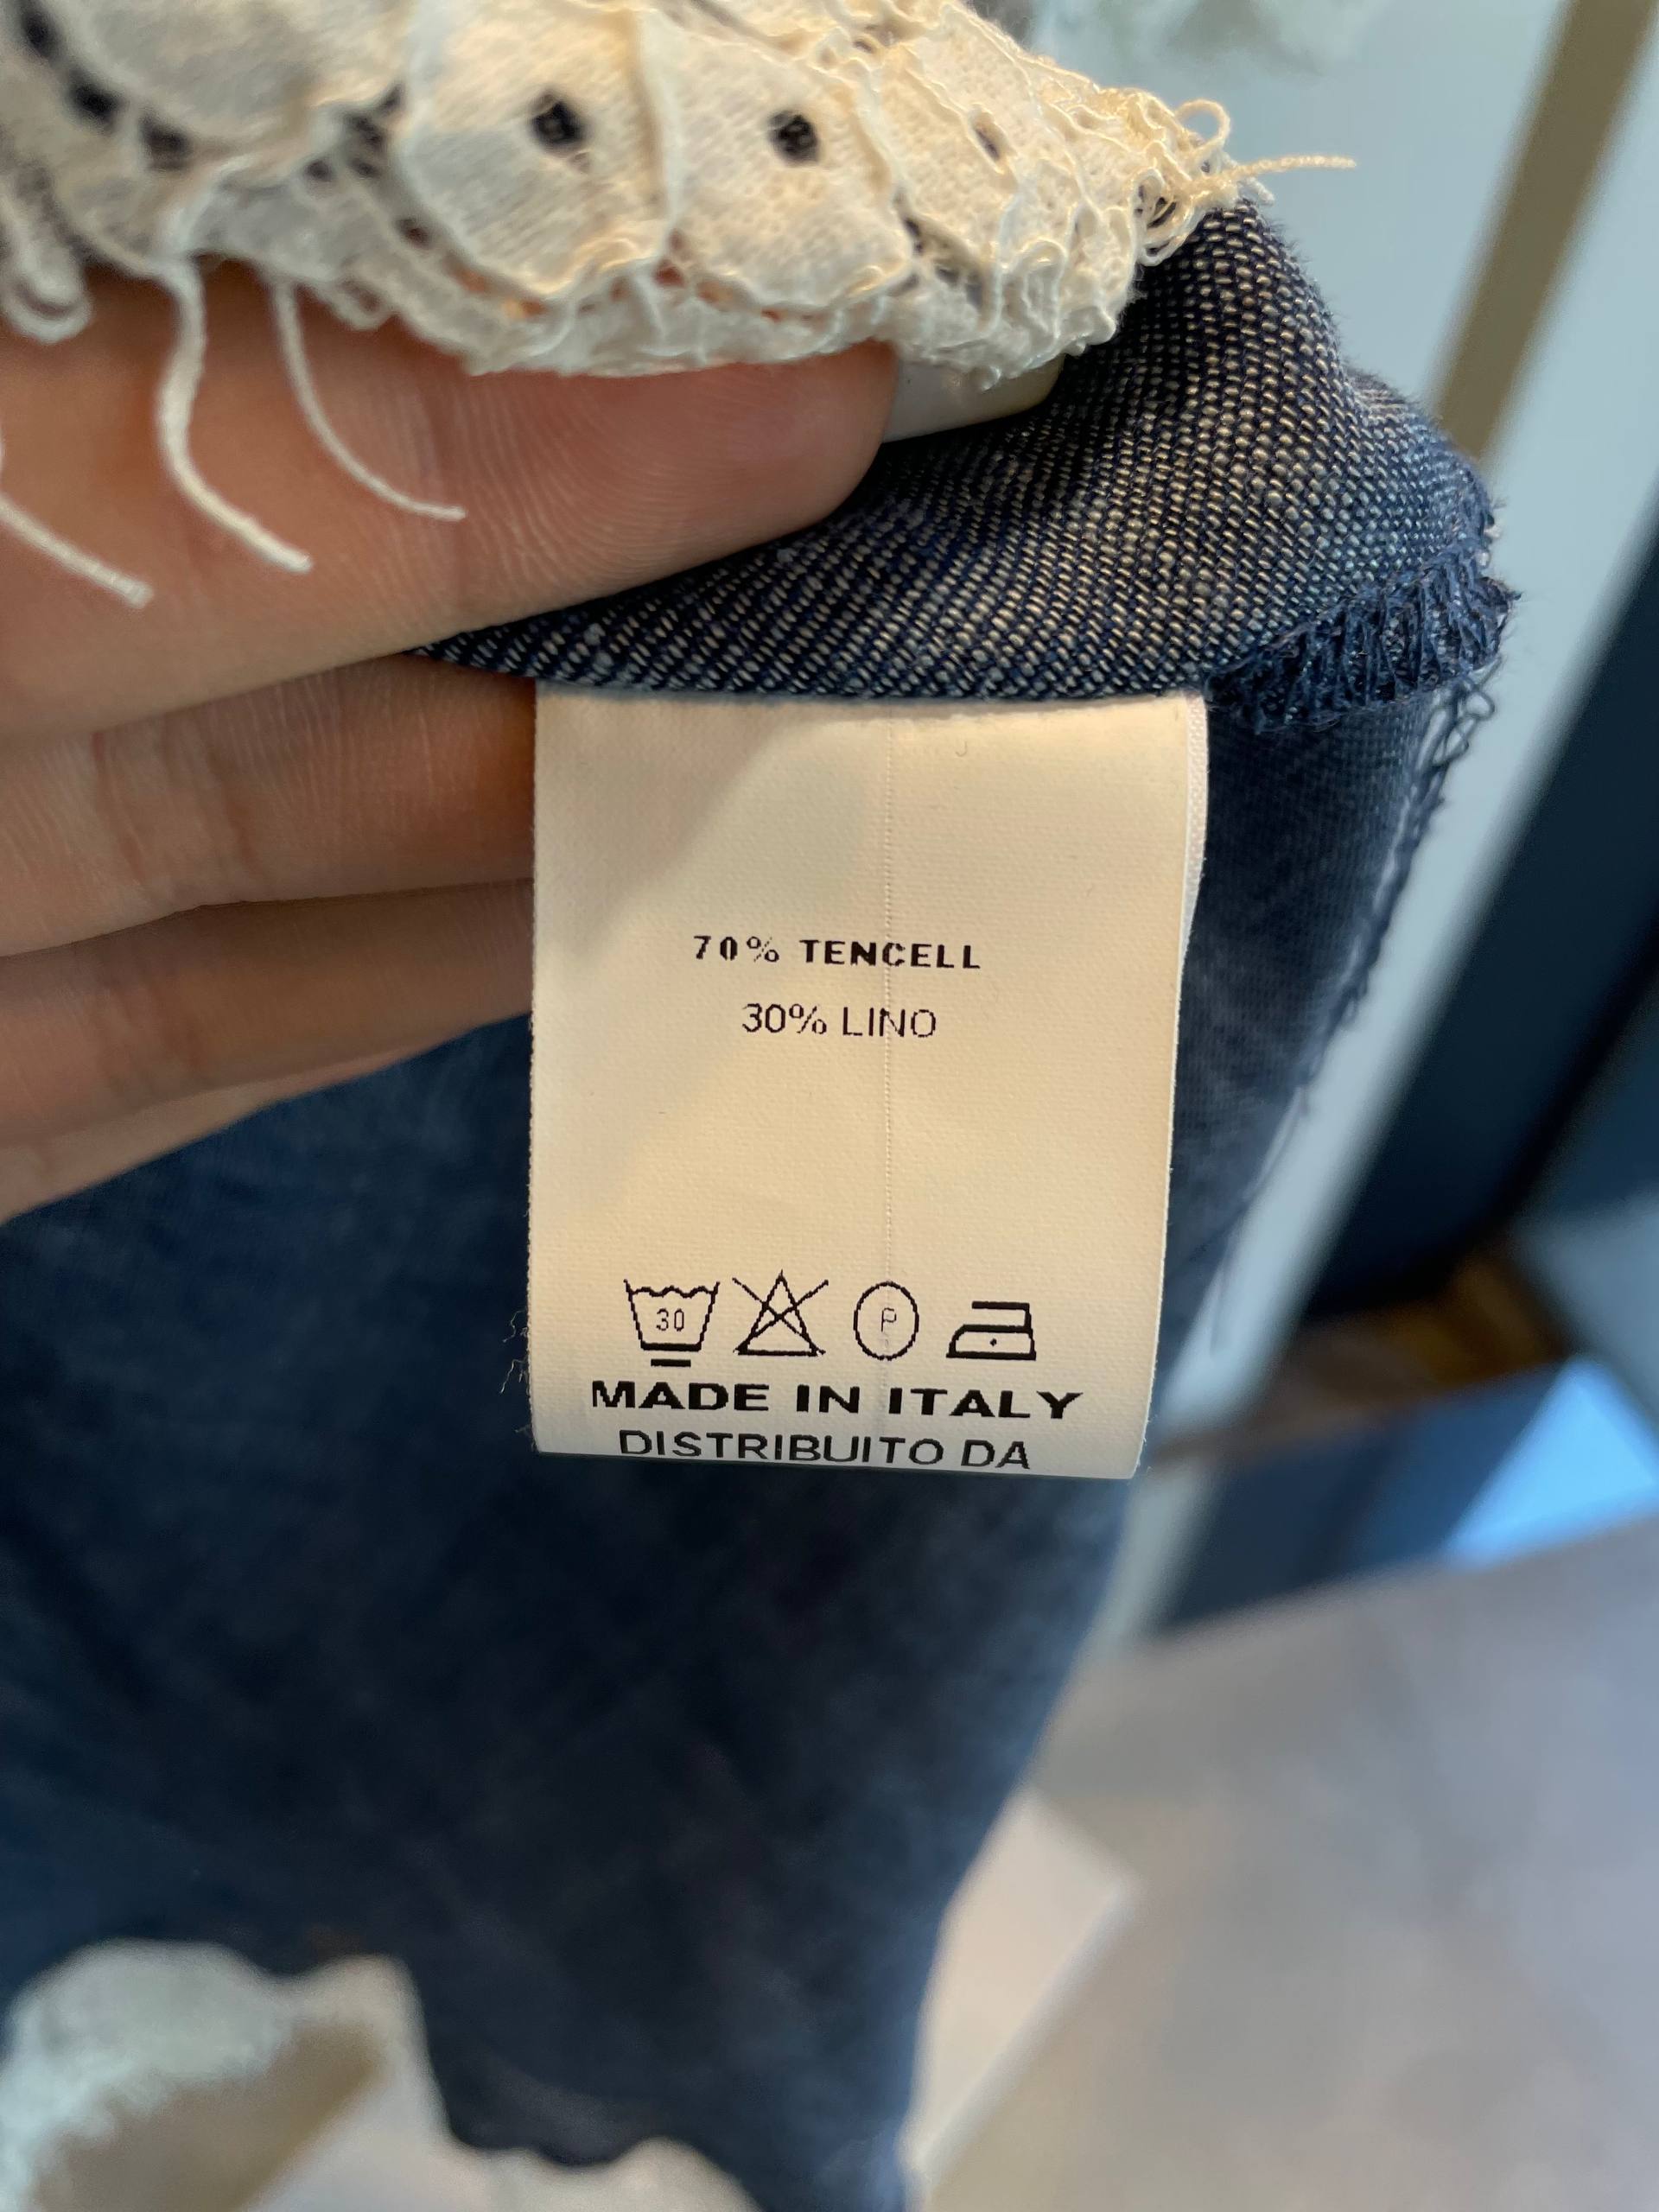 70% TENCELL
30% LINO
30 P
MADE IN ITALY
DISTRIBUITO DA